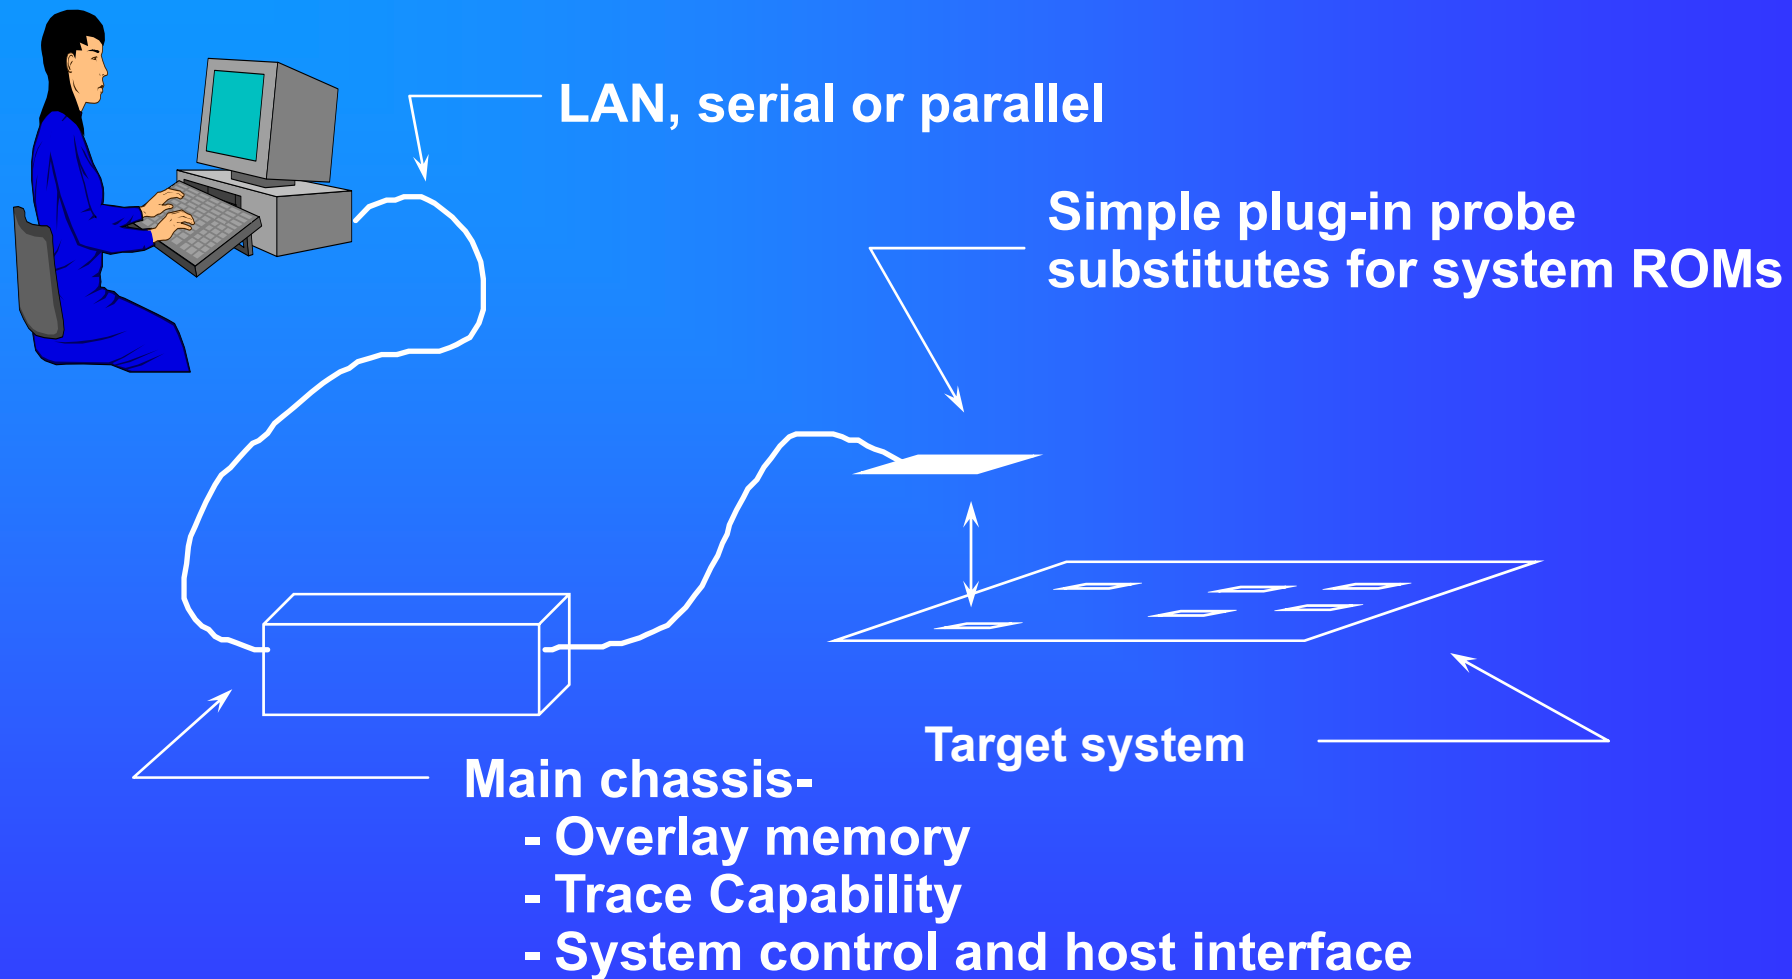 LAN, serial or parallel
Simple plug-in probe
substitutes for system ROMs
Target system
Main chassis-
- Overlay memory
- Trace Capability
- System control and host interface